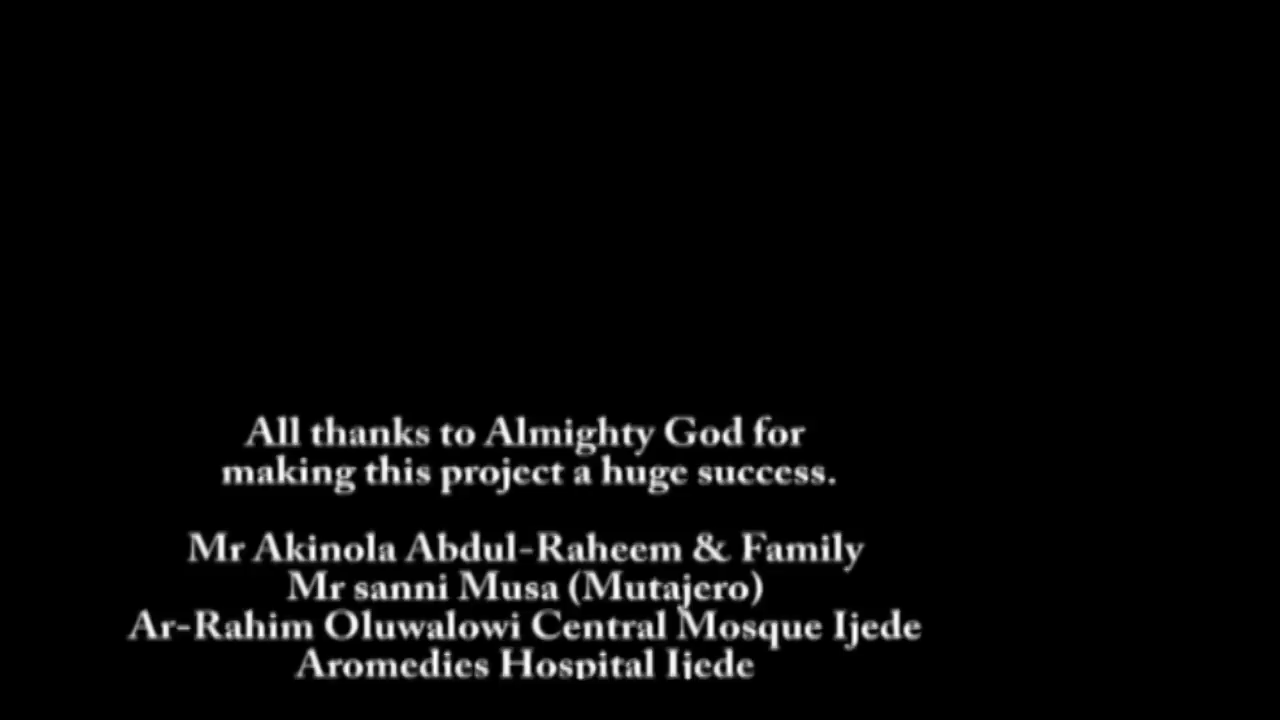 All thanks to Almighty God for
making this project a huge success.
Mr Akinola Abdul-Raheem & Family
Mr sanni Musa (Mutajero)
Ar-Rahim Oluwalowi Central Mosque Ijede
Aromedies Hospital Ijede